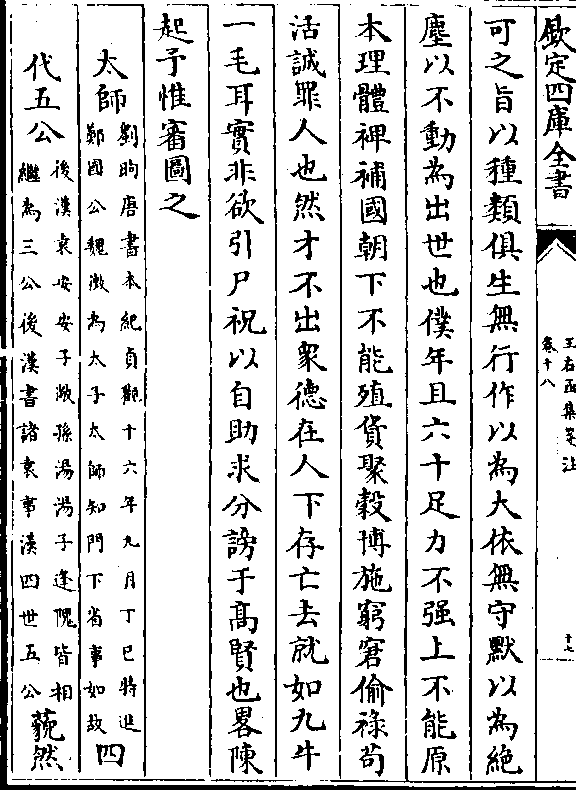 欽定四庫全書
王右丞集箋注
卷十八
十七
可之旨以種類俱生無行作以為大依無守默以為絶
塵以不動為出世也僕年且六十足力不强上不能原
本理體裨補國朝下不能殖貨聚穀博施窮窘偷祿茍
活誠罪人也然才不出衆德在人下存亡去就如九牛
一毛耳實非欲引尸祝以自助求分謗于髙賢也畧陳
起予惟審圖之
太師劉昫唐書本紀貞觀十六年九月丁巳特進
鄭國公魏徵為太子太師知門下省事如故四
代五公後漢袁安安子敞孫湯湯子逢隗皆相
繼為三公後漢書諸袁事漢四世五公藐然